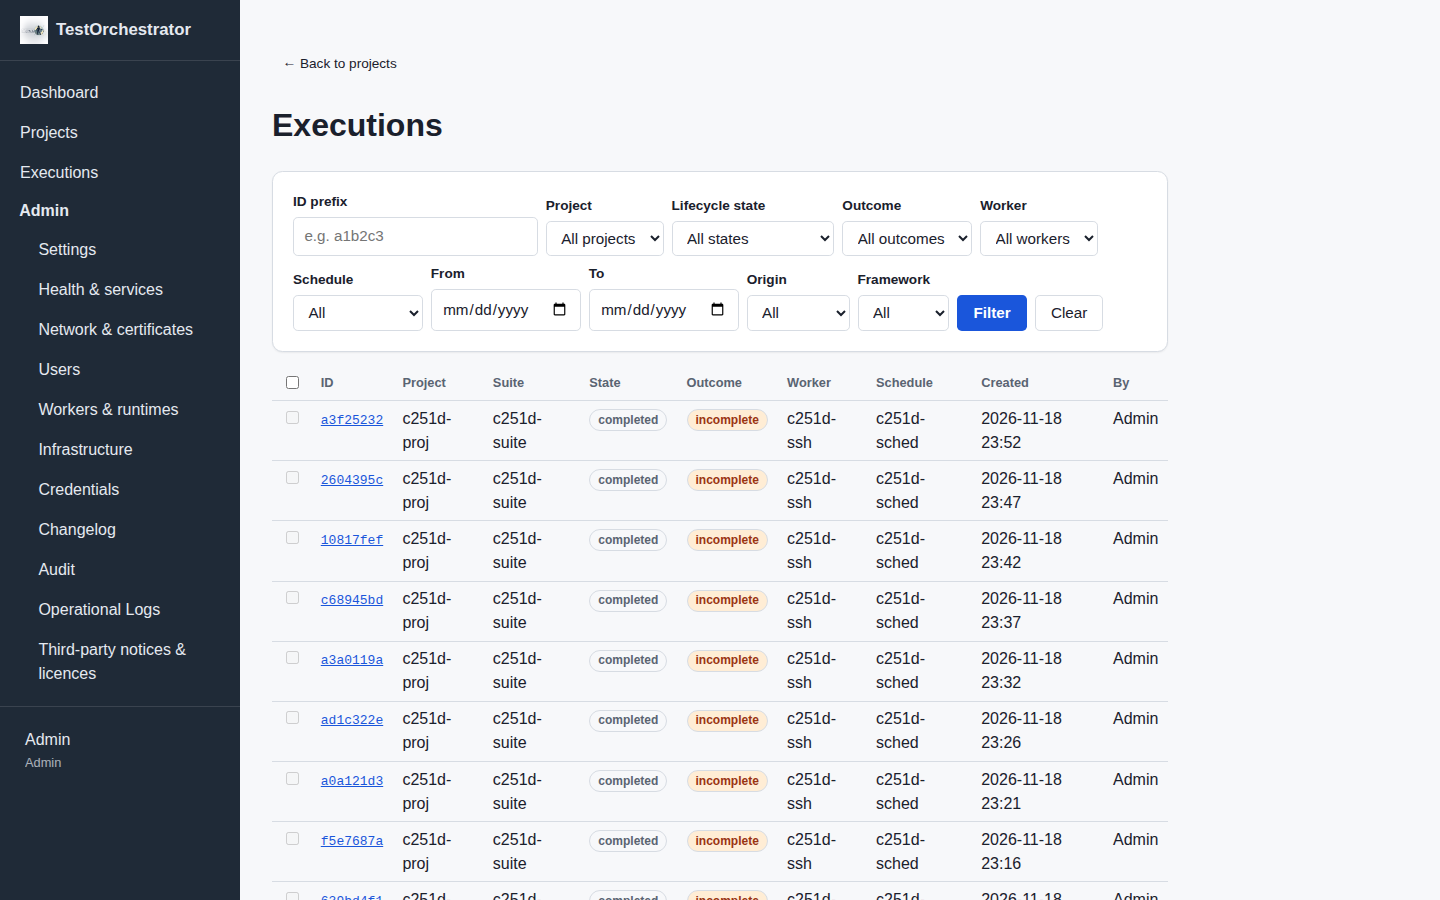 TestOrchestrator
Dashboard
Projects
Executions
Admin
Settings
Health & services
Network & certificates
Users
Workers & runtimes
Infrastructure
Credentials
Changelog
Audit
Operational Logs
Third-party notices &
licences
Admin
Admin
← Back to projects
Executions
ID prefix Project Lifecycle state Outcome Worker
e.g. a1b2c3 All projects All states All outcomes All workers
Schedule From To Origin Framework
All mm/dd/yyyy mm/dd/yyyy All All Filter Clear
ID Project Suite State Outcome Worker Schedule Created By
a3f25232 c251d- c251d- completed incomplete c251d- c251d- 2026-11-18 Admin
proj suite ssh sched 23:52
2604395c c251d- c251d- completed incomplete c251d- c251d- 2026-11-18 Admin
proj suite ssh sched 23:47
10817fef c251d- c251d- completed incomplete c251d- c251d- 2026-11-18 Admin
proj suite ssh sched 23:42
c68945bd c251d- c251d- completed incomplete c251d- c251d- 2026-11-18 Admin
proj suite ssh sched 23:37
a3a0119a c251d- c251d- completed incomplete c251d- c251d- 2026-11-18 Admin
proj suite ssh sched 23:32
ad1c322e c251d- c251d- completed incomplete c251d- c251d- 2026-11-18 Admin
proj suite ssh sched 23:26
a0a121d3 c251d- c251d- completed incomplete c251d- c251d- 2026-11-18 Admin
proj suite ssh sched 23:21
f5e7687a c251d- c251d- completed incomplete c251d- c251d- 2026-11-18 Admin
proj suite ssh sched 23:16
c251d- c251d- completed incomplete c251d- c251d- 2026-11-18 Admin